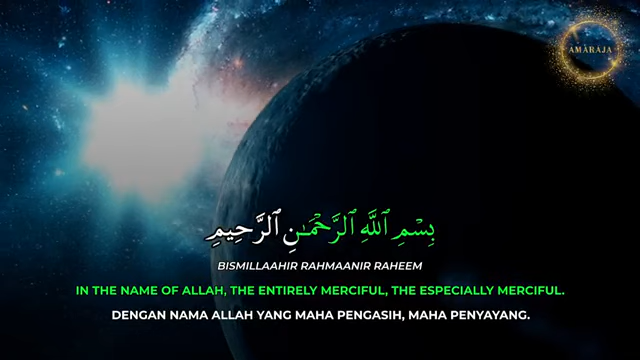 AMARAJA
بِسْمِ ٱللَّهِ ٱلرَّحْمَـٰنِ ٱلرَّحِيمِ
BISMILLAAHIR RAHMAANIR RAHEEM
IN THE NAME OF ALLAH, THE ENTIRELY MERCIFUL, THE ESPECIALLY MERCIFUL.
DENGAN NAMA ALLAH YANG MAHA PENGASIH, MAHA PENYAYANG.